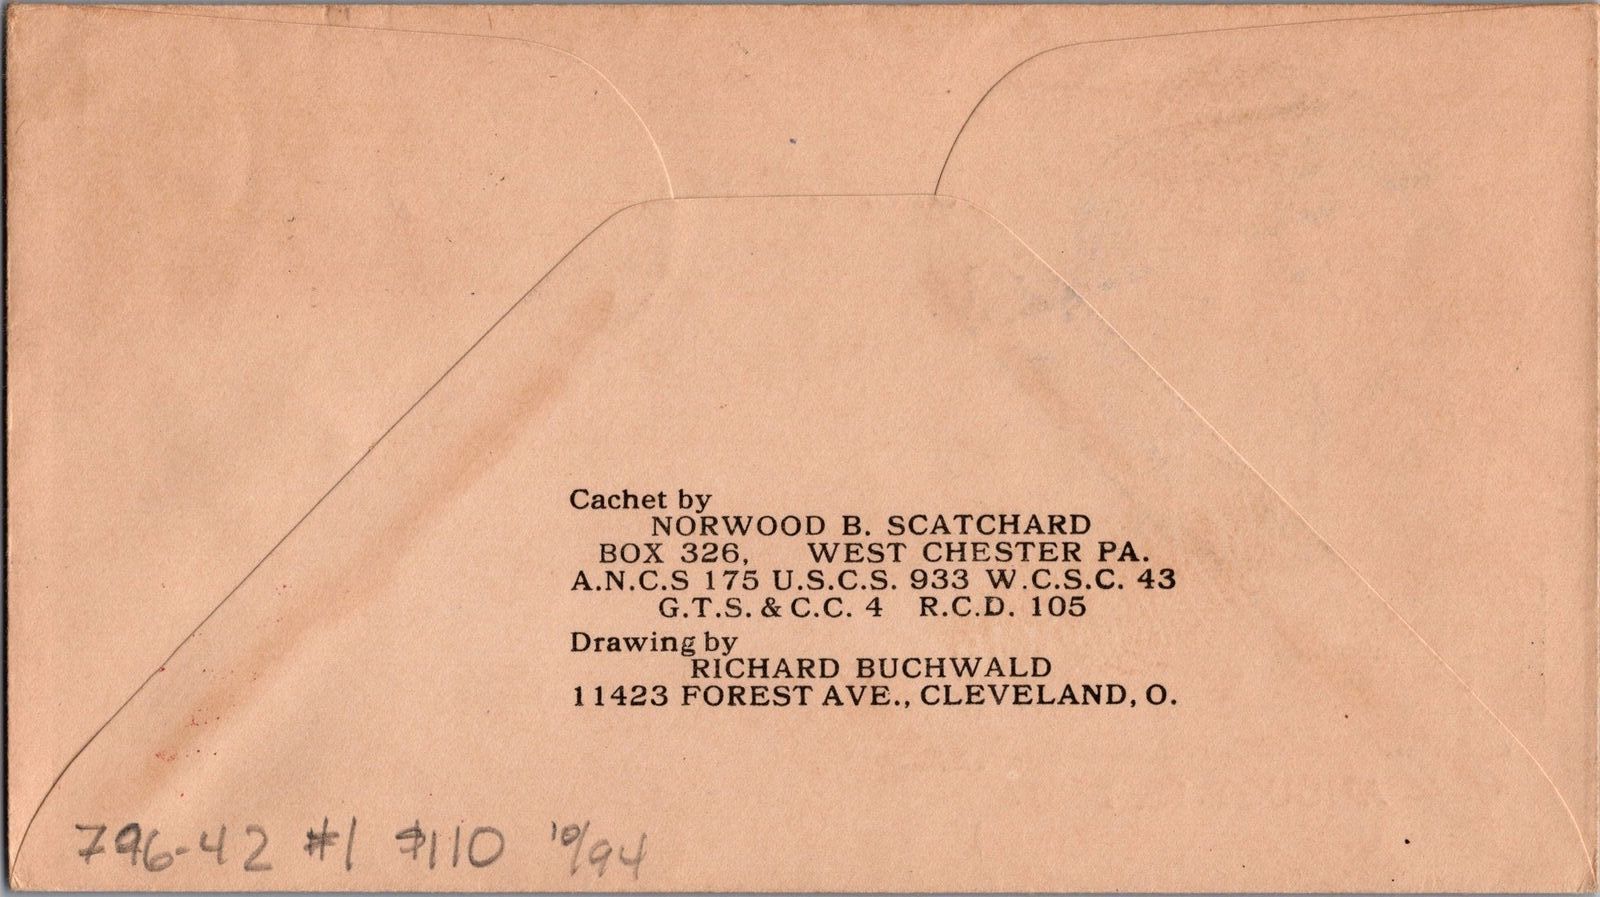 Cachet by
NORWOOD B. SCATCHARD
BOX 326, WEST CHESTER PA.
A.N.C.S 175 U.S.C.S. 933 W.C.S.C. 43
G.T.S. & C.C. 4 R.C.D. 105
Drawing by
RICHARD BUCHWALD
11423 FOREST AVE., CLEVELAND, O.
796-42 #1 $110 10/94